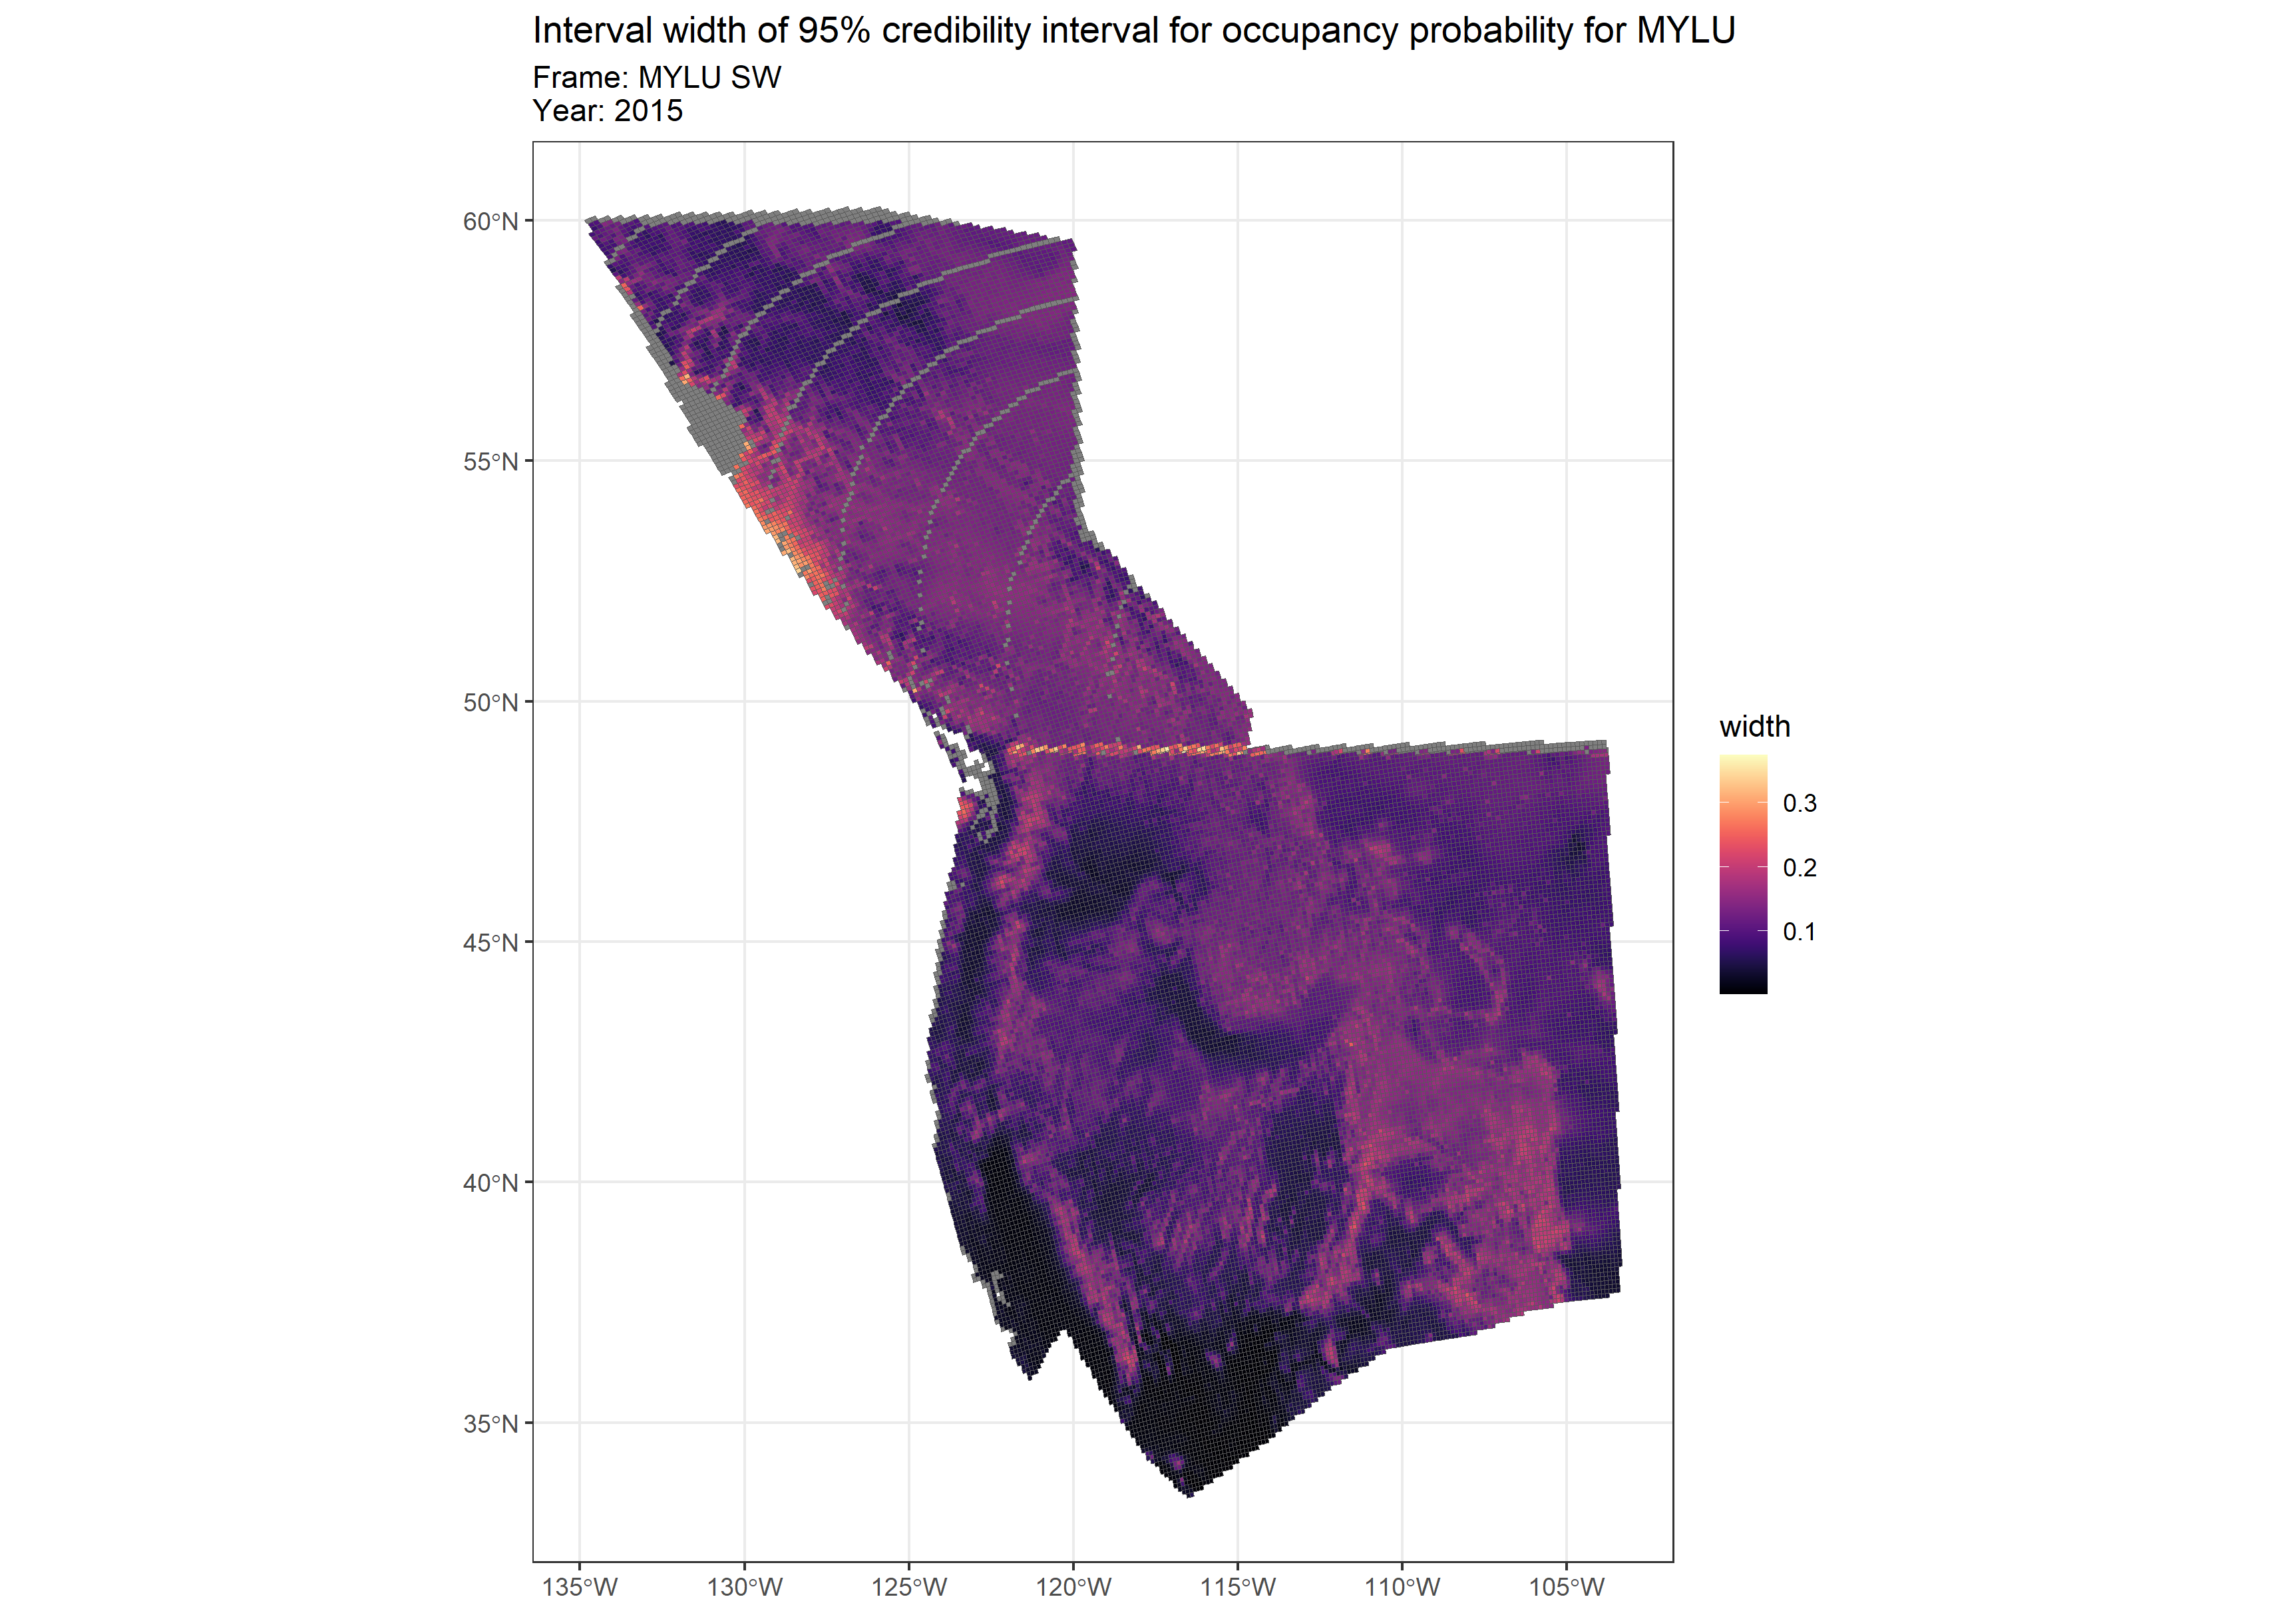 Interval width of 95% credibility interval for occupancy probability for MYLU
Frame: MYLU SW
Year: 2015
60°N
55°N
50°N
45°N
40°N
35°N
135°W
130°W
125°W
120°W
115°W
110°W
105°W
width
0.3
0.2
0.1